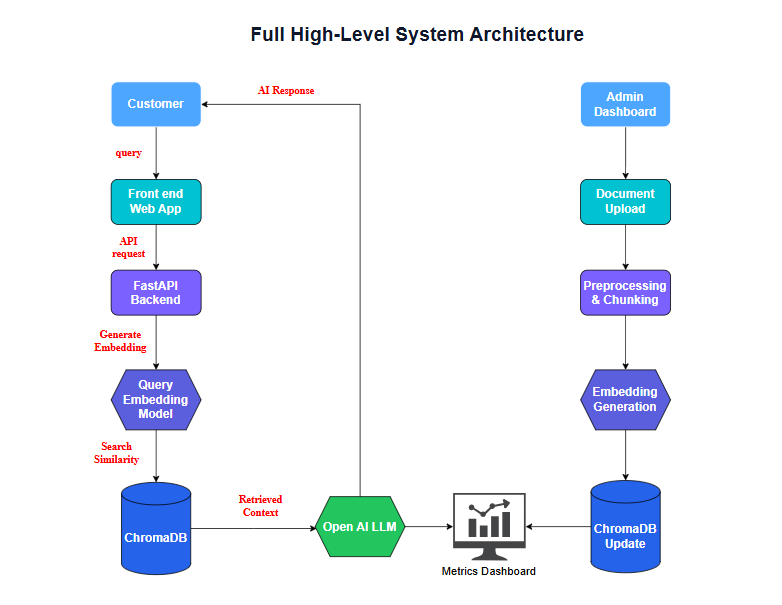 Full High-Level System Architecture
Customer
AI Response
Admin
Dashboard
query
Front end
Web App
Document
Upload
API
request
FastAPI
Backend
Preprocessing
& Chunking
Generate
Embedding
Query
Embedding
Model
Embedding
Generation
Search
Similarity
ChromaDB
Retrieved
Context
Open AI LLM
Metrics Dashboard
ChromaDB
Update